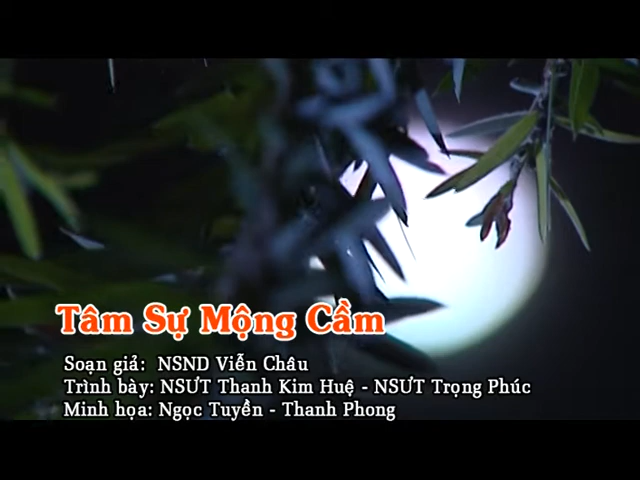 Tâm Sự Mộng Cầm
Soạn giả: NSND Viễn Châu
Trình bày: NSƯT Thanh Kim Huệ - NSƯT Trọng Phúc
Minh họa: Ngọc Tuyền - Thanh Phong